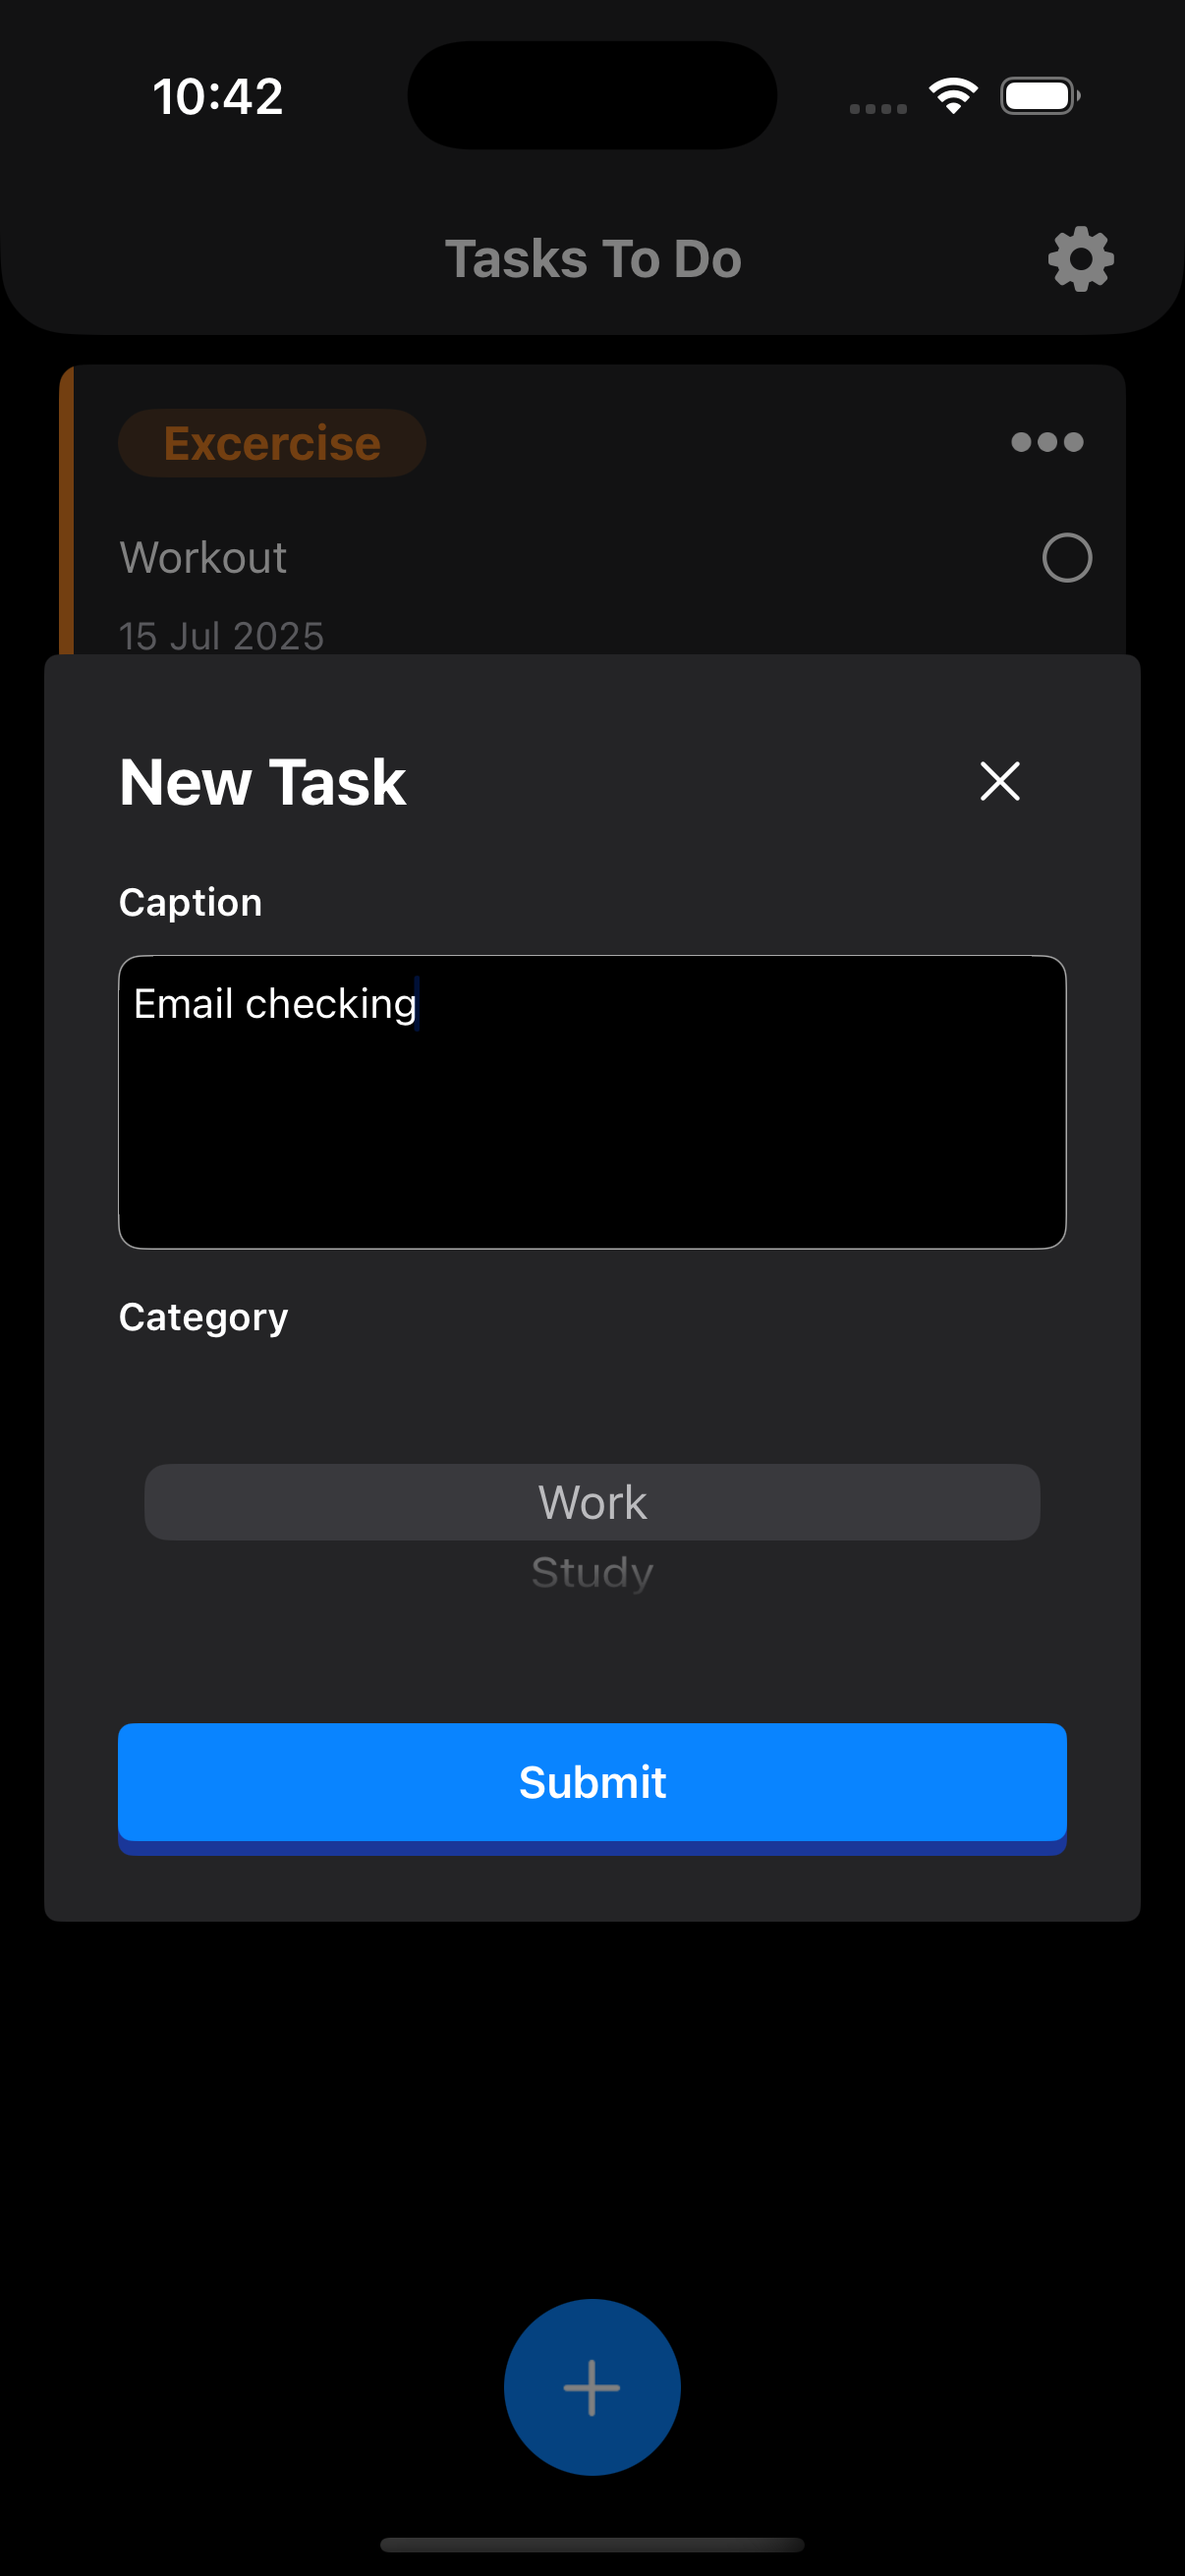 10:42
Tasks To Do
Excercise
Workout
15 Jul 2025
New Task
Caption
Email checking
Category
Work
Study
Submit